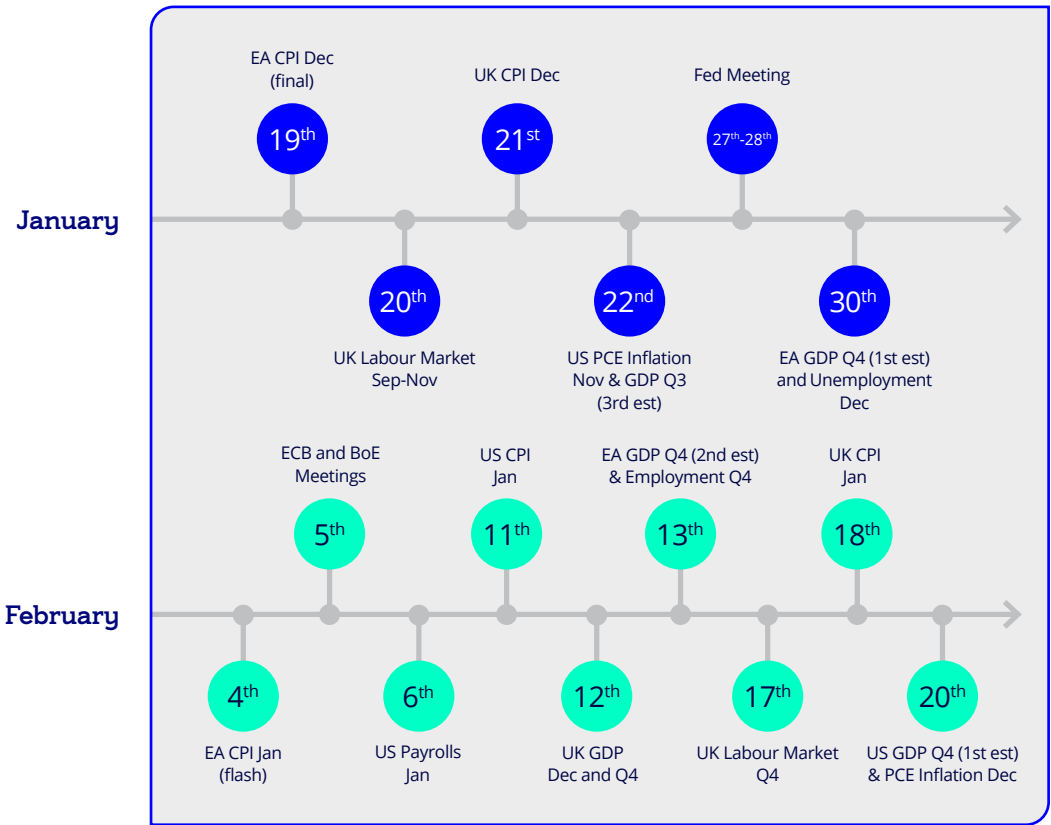 January
EA CPI Dec
(final)
19th
20th
UK Labour Market
Sep-Nov
UK CPI Dec
21st
22nd
US PCE Inflation
Nov & GDP Q3
(3rd est)
Fed Meeting
27th-28th
30th
EA GDP Q4 (1st est)
and Unemployment
Dec
February
4th
EA CPI Jan
(flash)
ECB and BoE
Meetings
5th
6th
US Payrolls
Jan
US CPI
Jan
11th
12th
UK GDP
Dec and Q4
EA GDP Q4 (2nd est)
& Employment Q4
13th
17th
UK Labour Market
Q4
UK CPI
Jan
18th
20th
US GDP Q4 (1st est)
& PCE Inflation Dec